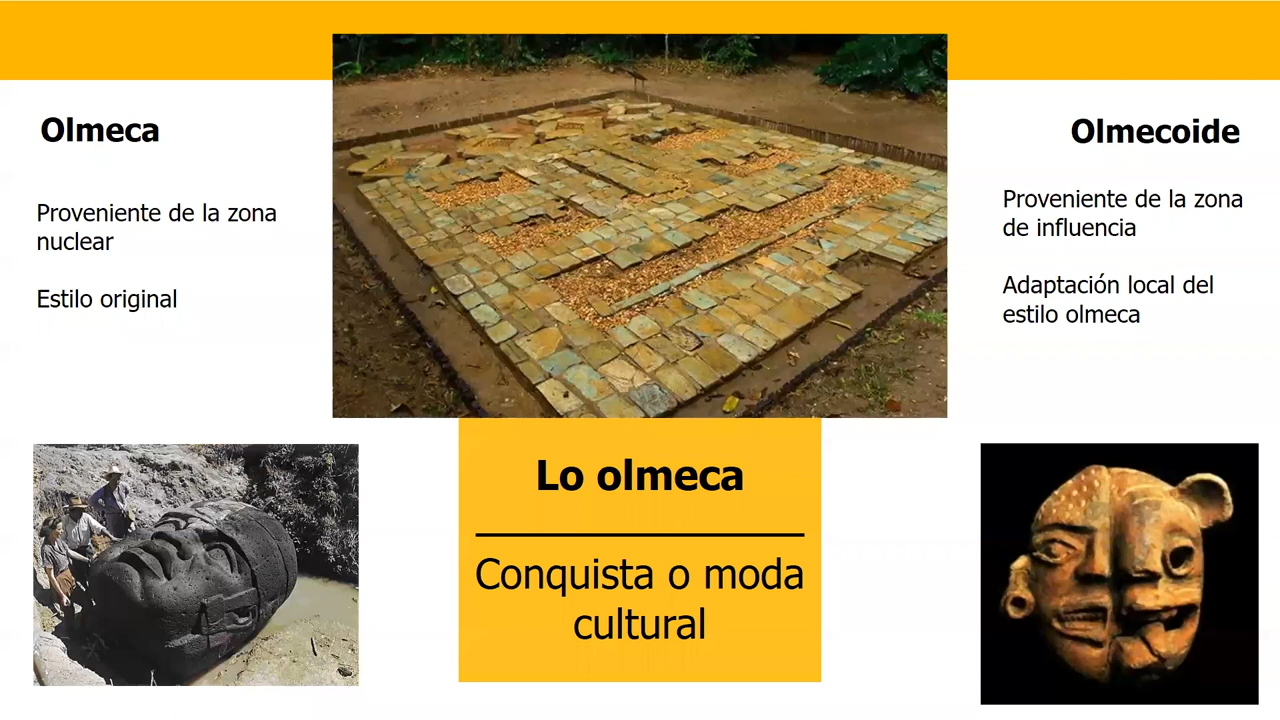 Olmeca
Proveniente de la zona
nuclear
Estilo original
Olmecoide
Proveniente de la zona
de influencia
Adaptación local del
estilo olmeca
Lo olmeca
Conquista o moda
cultural